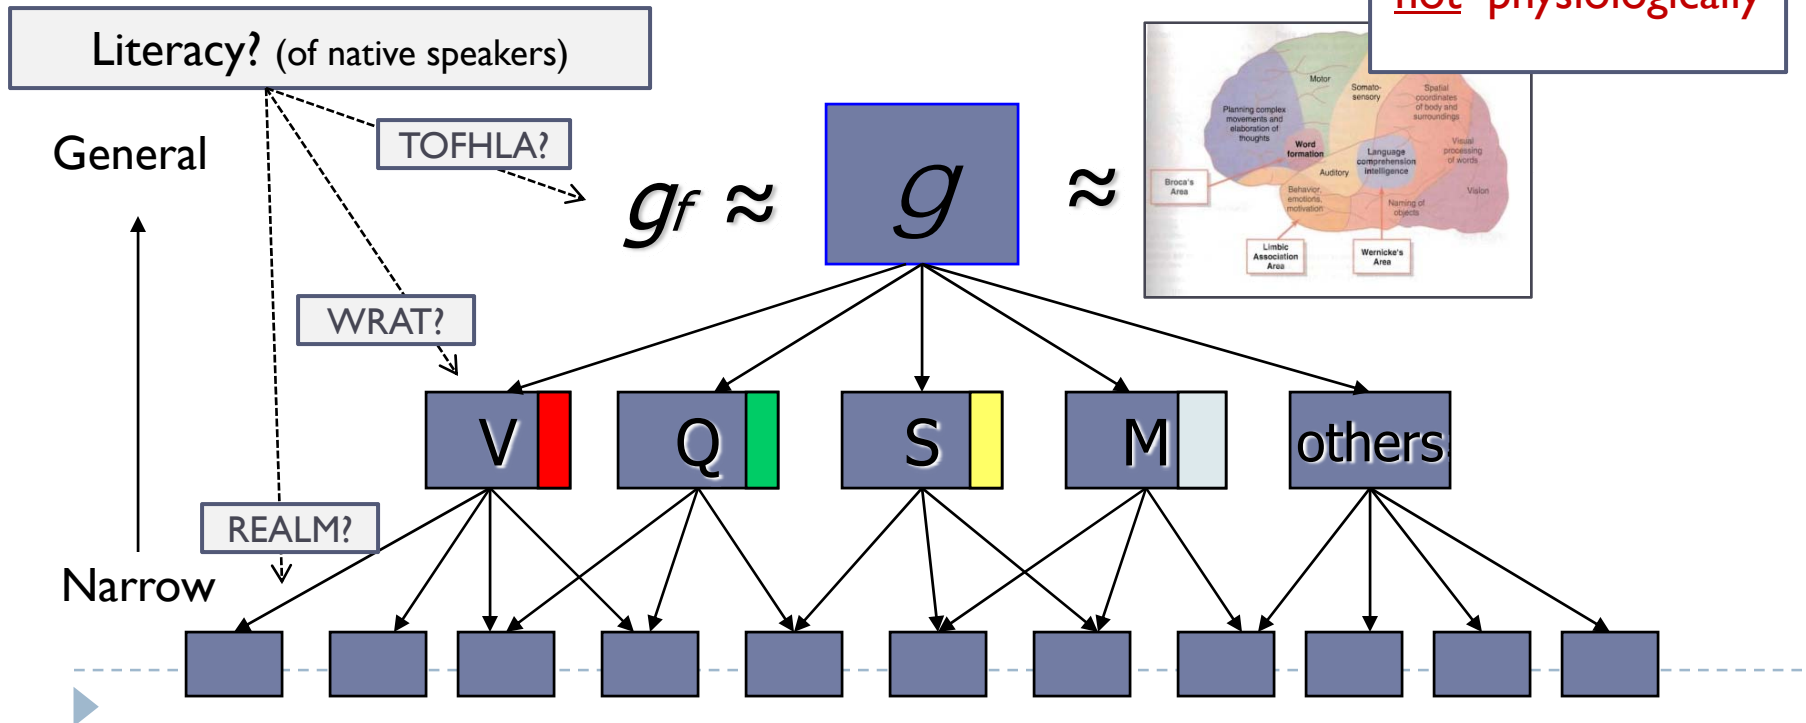 not physiologically
Literacy? (of native speakers)
General
TOFHLA?
gf ≈
g
≈
Motor
Somato-
sensory
Spatial
coordinates
of body and
surroundings
Planning complex
movements and
elaboration of
thoughts
Word
formation
Language
comprehension
intelligence
Visual
processing
of words
Auditory
Broca's
Area
Behavior,
emotions,
motivation
Vision
Naming of
objects
Limbic
Association
Area
Wernicke's
Area
WRAT?
V
Q
S
M
others
REALM?
Narrow